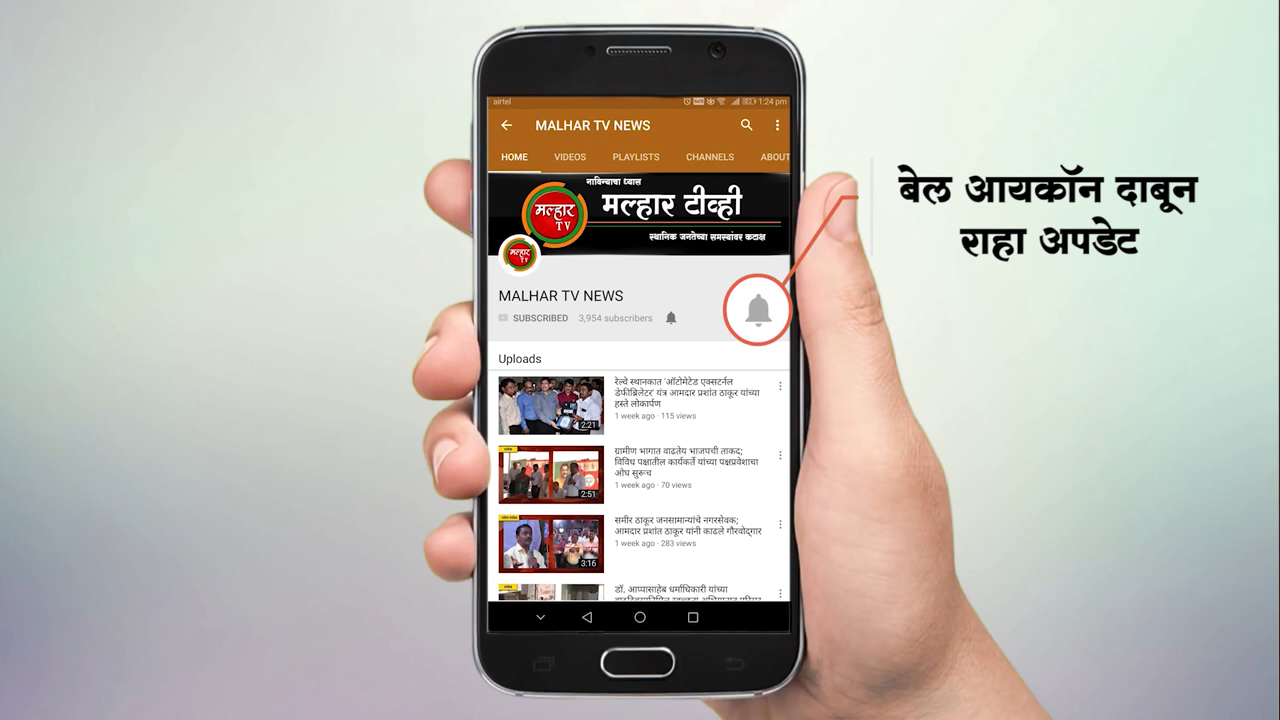 airtel
1:24 pm
MALHAR TV NEWS
HOME VIDEOS PLAYLISTS CHANNELS ABOUT
नाविन्याचा ध्यास
मल्हार टीव्ही
स्थानिक जनतेच्या समस्यांवर कटाक्ष
मल्हार
TV
मल्हार
TV
MALHAR TV NEWS
SUBSCRIBED 3,954 subscribers
Uploads
रेल्वे स्थानकात 'ऑटोमेटेड एक्सटर्नल
डेफीब्रिलेटर' यंत्र आमदार प्रशांत ठाकूर यांच्या
हस्ते लोकार्पण
1 week ago · 115 views
2:21
ग्रामीण भागात वाढतेय भाजपची ताकद;
विविध पक्षातील कार्यकर्ते यांच्या पक्षप्रवेशाचा
ओघ सुरूच
1 week ago · 70 views
2:51
समीर ठाकूर जनसामान्यांचे नगरसेवक;
आमदार प्रशांत ठाकूर यांनी काढले गौरवोद्गार
1 week ago · 283 views
3:16
डॉ. आप्पासाहेब धर्माधिकारी यांच्या
बेल आयकॉन दाबून
राहा अपडेट